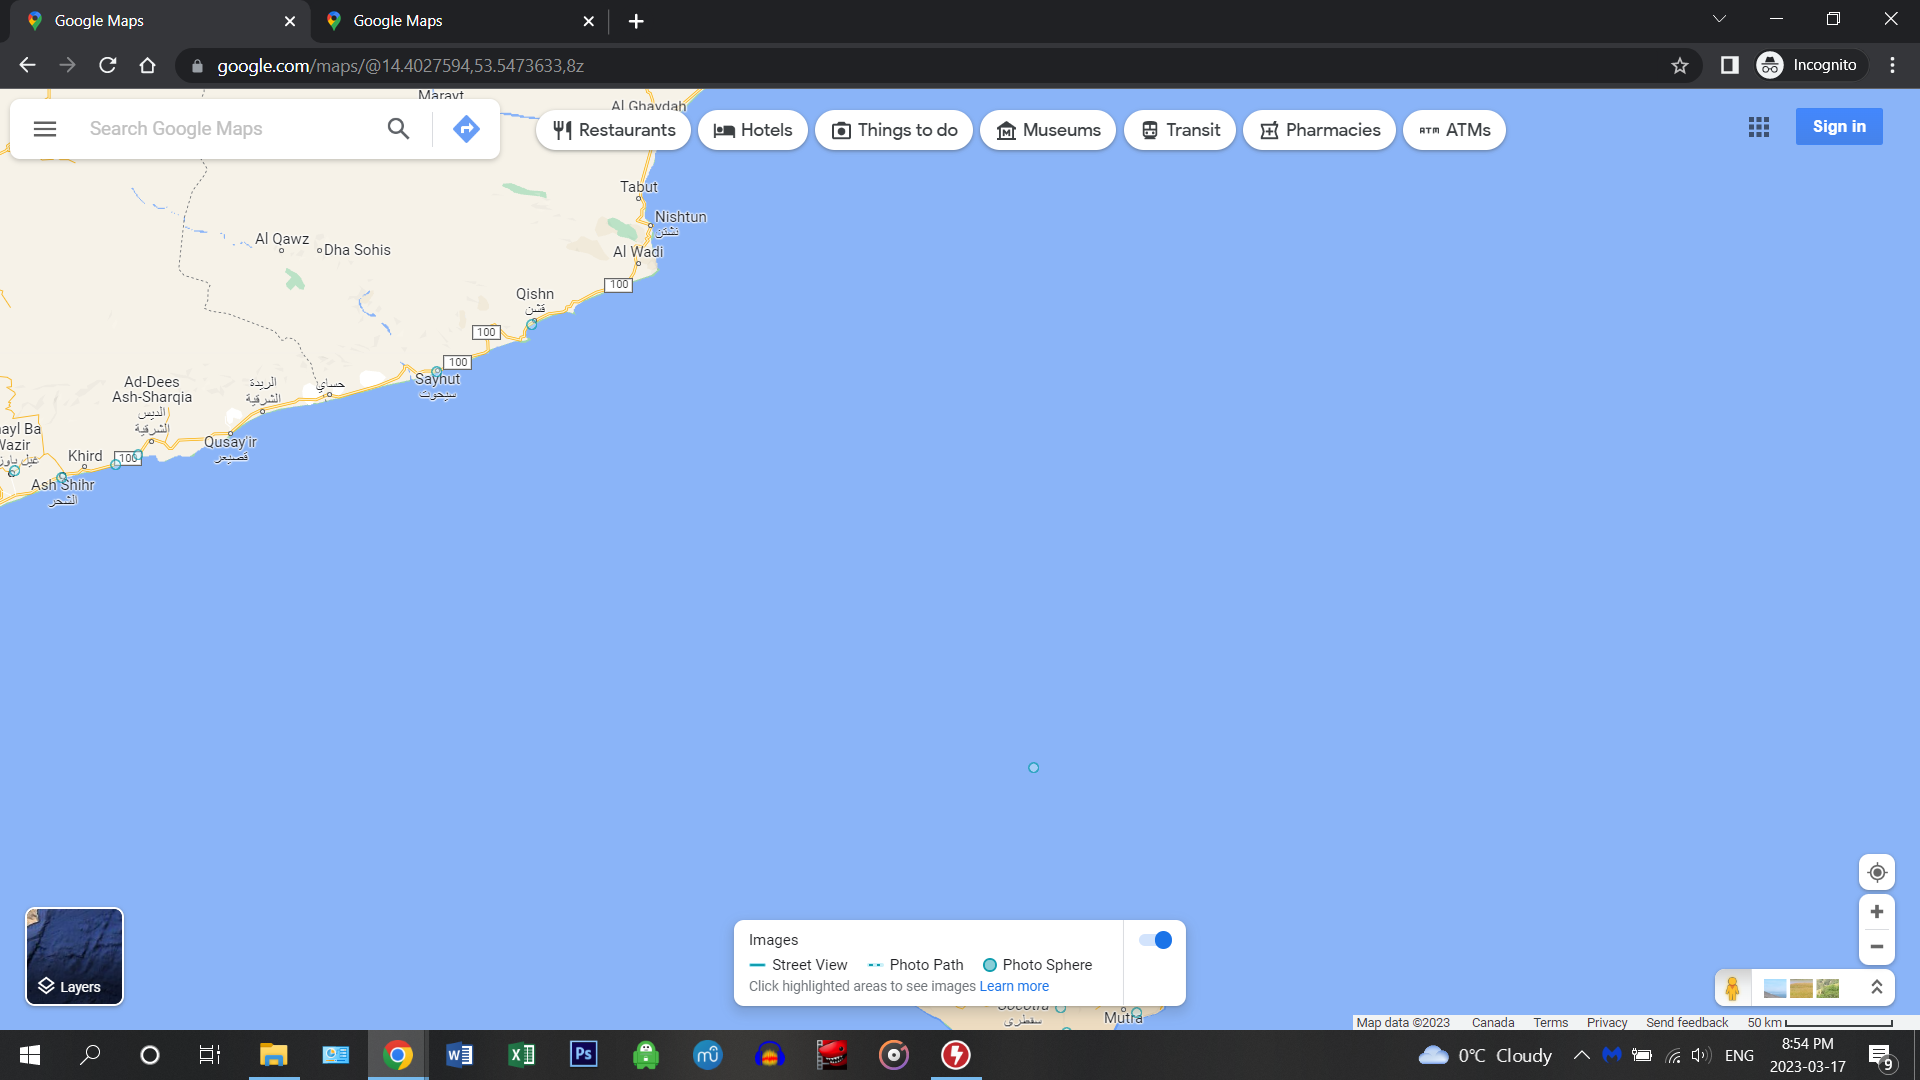 Google Maps
Google Maps
google.com/maps/@14.4027594,53.5473633,8z
Incognito
Search Google Maps
Restaurants
Hotels
Things to do
Museums
Transit
Pharmacies
ATM ATMs
Sign in
Marayt
Al Ghaydah
Tabut
Nishtun
نشتن
Al Qawz
Dha Sohis
Al Wadi
100
Qishn
قشن
100
100
Sayhut
سيحوت
Ad-Dees
Ash-Sharqia
الديس
الشرقية
الريدة
الشرقية
حساي
ayl Ba
Wazir
غيل باوز
Qusay'ir
قصيعر
Khird
100
Ash Shihr
الشحر
Layers
Images
Street View
Photo Path
Photo Sphere
Click highlighted areas to see images Learn more
Socotra
سقطرى
Mutra
Map data ©2023
Canada
Terms
Privacy
Send feedback
50 km
W
X
Ps
mu
0°C Cloudy
ENG
8:54 PM
2023-03-17
9